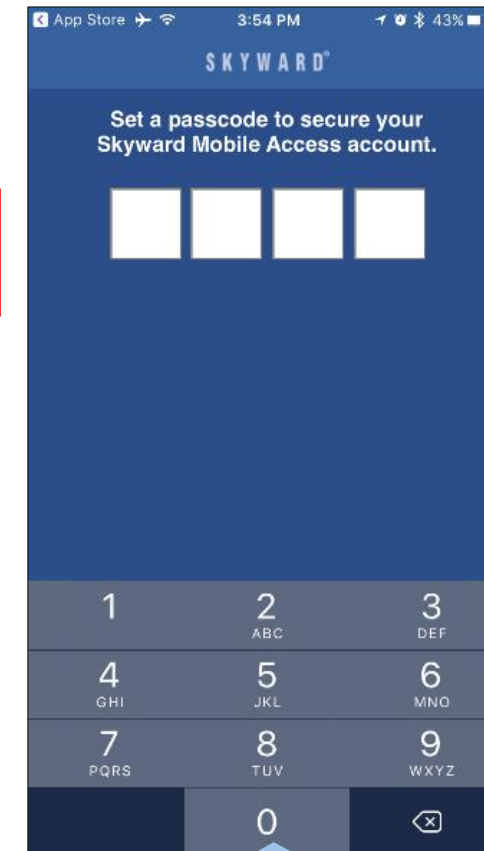 App Store 3:54 PM 43%
SKYWARD®
Set a passcode to secure your
Skyward Mobile Access account.
1 2 3
ABC DEF
4 5 6
GHI JKL MNO
7 8 9
PQRS TUV WXYZ
0